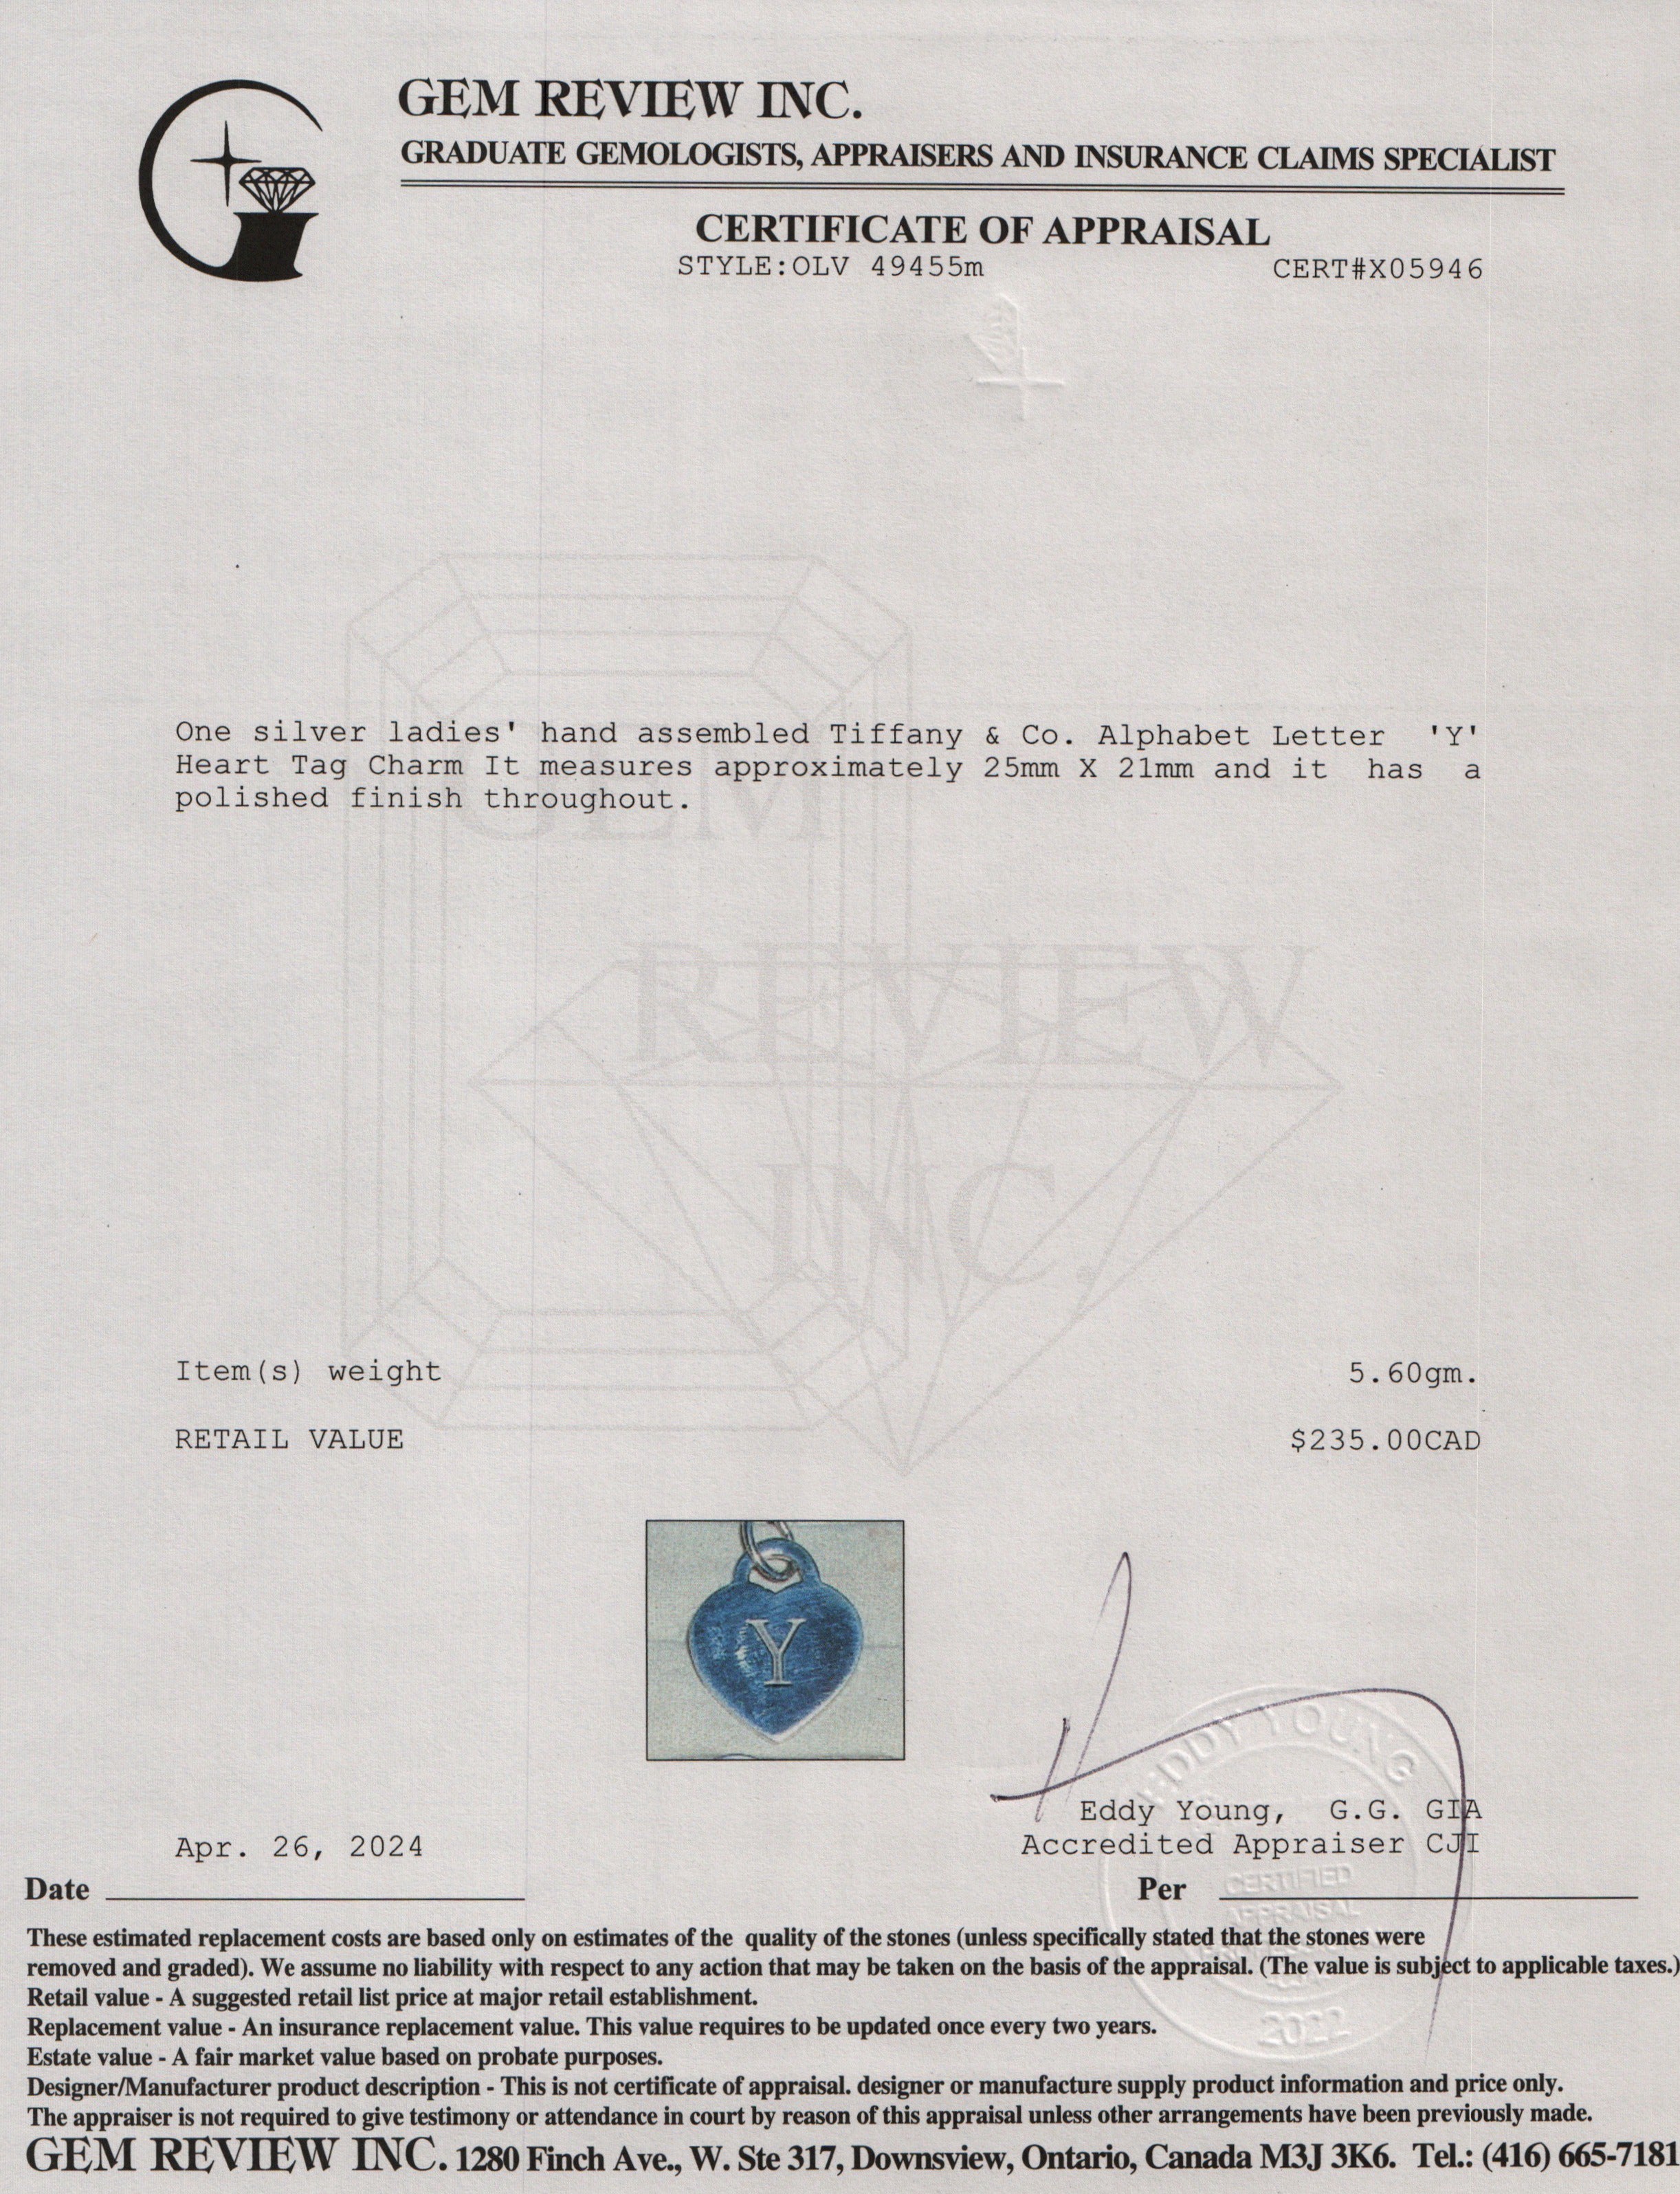 GEM REVIEW INC.
GRADUATE GEMOLOGISTS, APPRAISERS AND INSURANCE CLAIMS SPECIALIST
CERTIFICATE OF APPRAISAL
STYLE:OLV 49455m
CERT#X05946
One silver ladies' hand assembled Tiffany & Co. Alphabet Letter 'Y'
Heart Tag Charm It measures approximately 25mm X 21mm and it has a
polished finish throughout.
GEM
REVIEW
INC.
Item(s) weight 5.60gm.
RETAIL VALUE $235.00CAD
Y
EDDY YOUNG
Eddy Young, G.G. GIA
Accredited Appraiser CJI
Apr. 26, 2024
Date
Per
CERTIFIED
APPRAISAL
2022
These estimated replacement costs are based only on estimates of the quality of the stones (unless specifically stated that the stones were
removed and graded). We assume no liability with respect to any action that may be taken on the basis of the appraisal. (The value is subject to applicable taxes.)
Retail value - A suggested retail list price at major retail establishment.
Replacement value - An insurance replacement value. This value requires to be updated once every two years.
Estate value - A fair market value based on probate purposes.
Designer/Manufacturer product description - This is not certificate of appraisal. designer or manufacture supply product information and price only.
The appraiser is not required to give testimony or attendance in court by reason of this appraisal unless other arrangements have been previously made.
GEM REVIEW INC. 1280 Finch Ave., W. Ste 317, Downsview, Ontario, Canada M3J 3K6. Tel.: (416) 665-7181